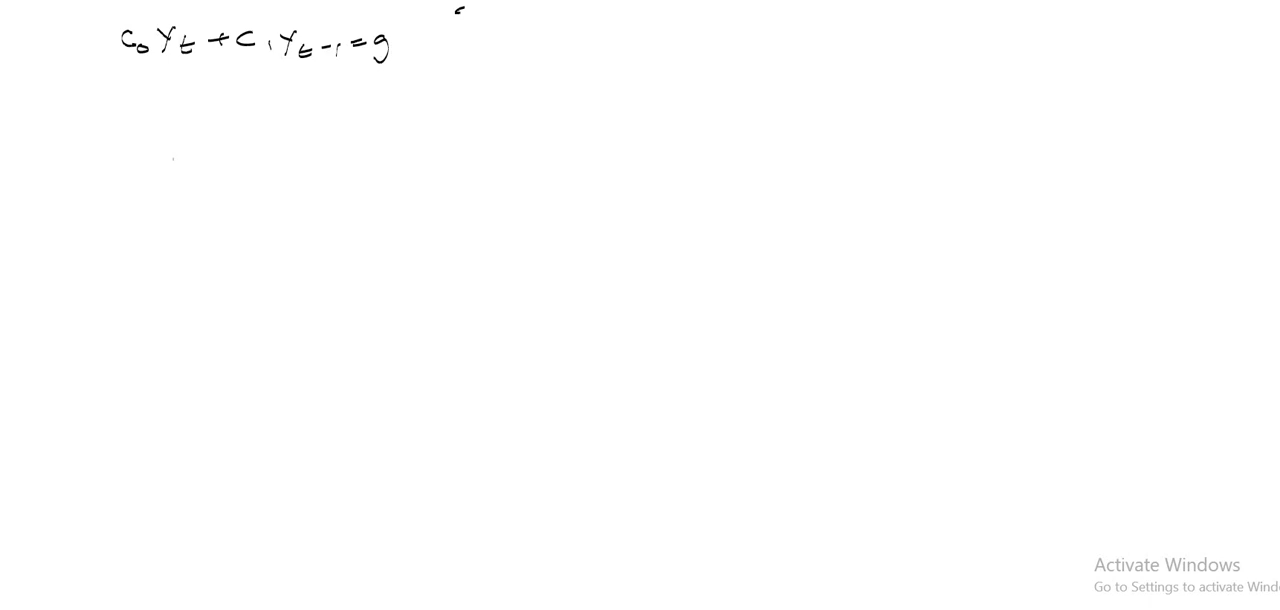 c₀Yₜ + c₁Yₜ₋₁ = g
Activate Windows
Go to Settings to activate Wind